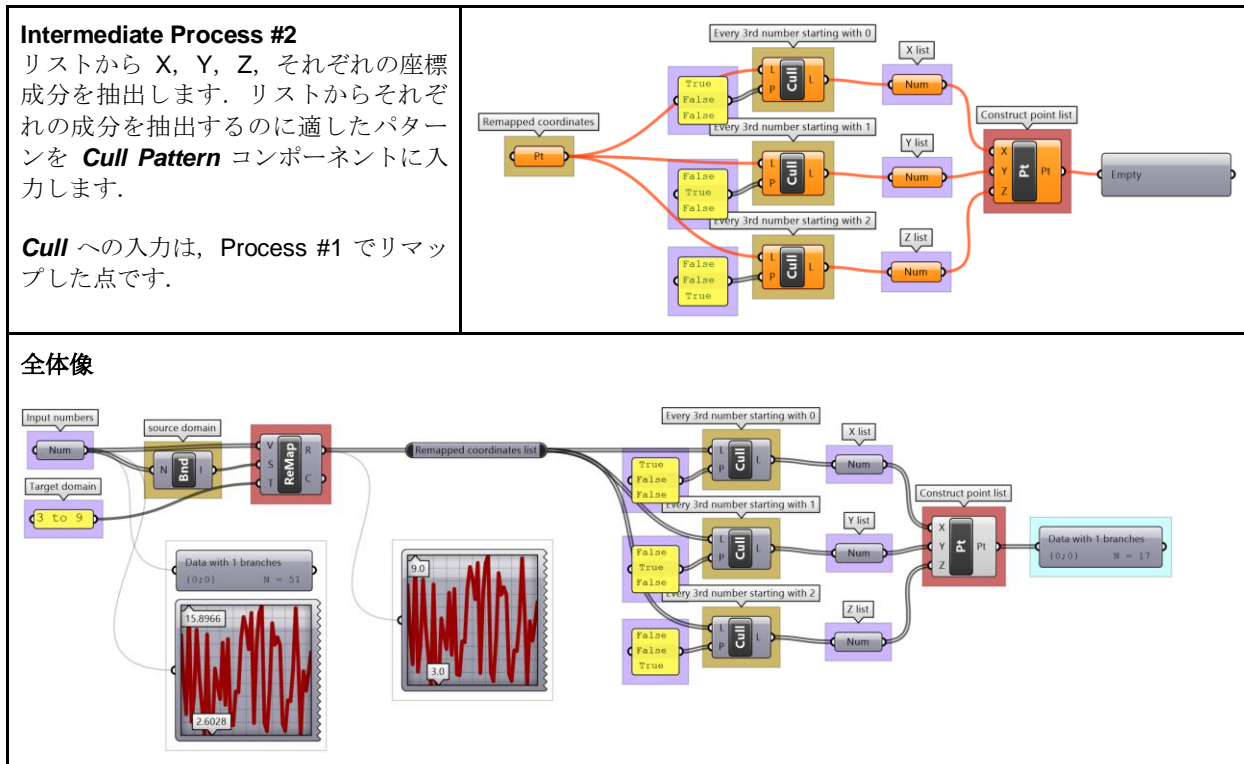 Intermediate Process #2
リストから X, Y, Z, それぞれの座標
成分を抽出します．リストからそれぞ
れの成分を抽出するのに適したパター
ンを Cull Pattern コンポーネントに入
力します．
Cull への入力は，Process #1 でリマッ
プした点です．
Every 3rd number starting with 0
True
False
False
L
P
Cull
L
X list
Num
Remapped coordinates
Pt
Every 3rd number starting with 1
False
True
False
L
P
Cull
L
Y list
Num
Construct point list
X
Y
Z
Pt
Pt
Empty
Every 3rd number starting with 2
False
False
True
L
P
Cull
L
Z list
Num
全体像
Input numbers
Num
source domain
N
Bnd
I
V
S
T
ReMap
R
C
Target domain
3 to 9
Data with 1 branches
{0;0} N = 51
15.8966
2.6028
9.0
3.0
Remapped coordinates list
Every 3rd number starting with 0
True
False
False
L
P
Cull
L
X list
Num
Every 3rd number starting with 1
False
True
False
L
P
Cull
L
Y list
Num
Every 3rd number starting with 2
False
False
True
L
P
Cull
L
Z list
Num
Construct point list
X
Y
Z
Pt
Pt
Data with 1 branches
{0;0} N = 17